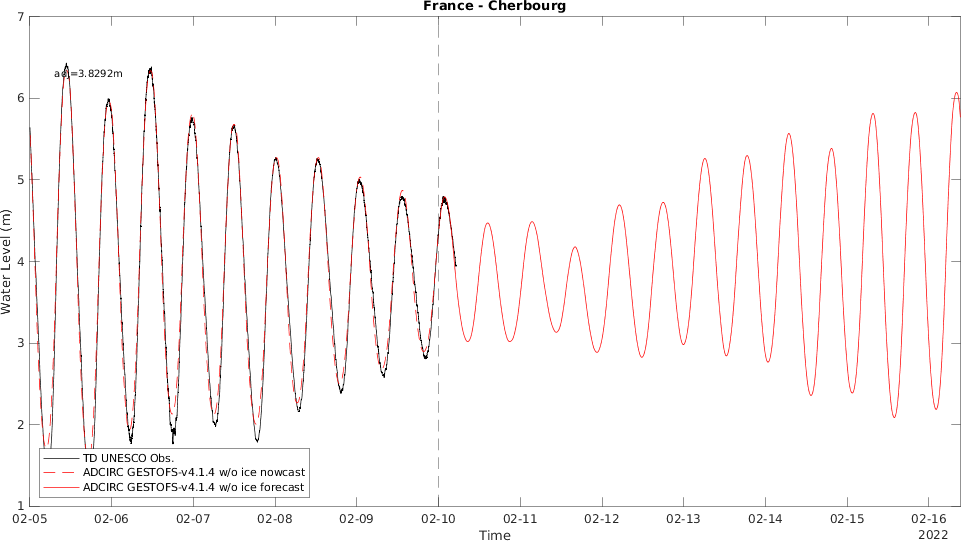 France - Cherbourg
7
6
5
4
3
2
1
Water Level (m)
=3.8292m
TD UNESCO Obs.
ADCIRC GESTOFS-v4.1.4 w/o ice nowcast
ADCIRC GESTOFS-v4.1.4 w/o ice forecast
02-05 02-06 02-07 02-08 02-09 02-10 02-11 02-12 02-13 02-14 02-15 02-16
Time
2022